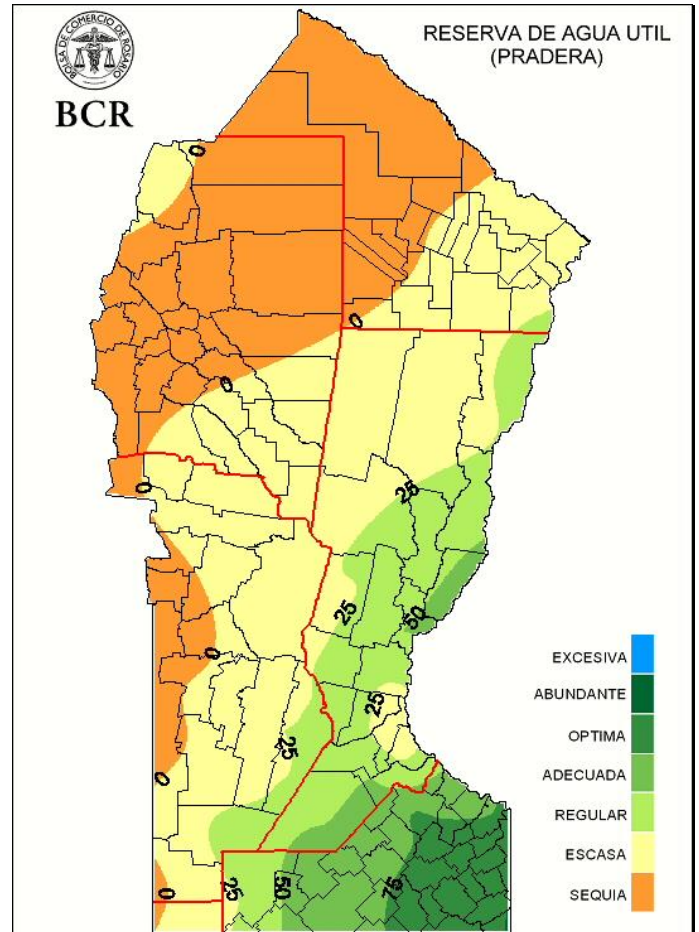 RESERVA DE AGUA UTIL
(PRADERA)
BOLSA DE COMERCIO DE ROSARIO
BCR
0
0
0
0
25
25
50
0
25
25
0
0
25
50
75
EXCESIVA
ABUNDANTE
OPTIMA
ADECUADA
REGULAR
ESCASA
SEQUIA